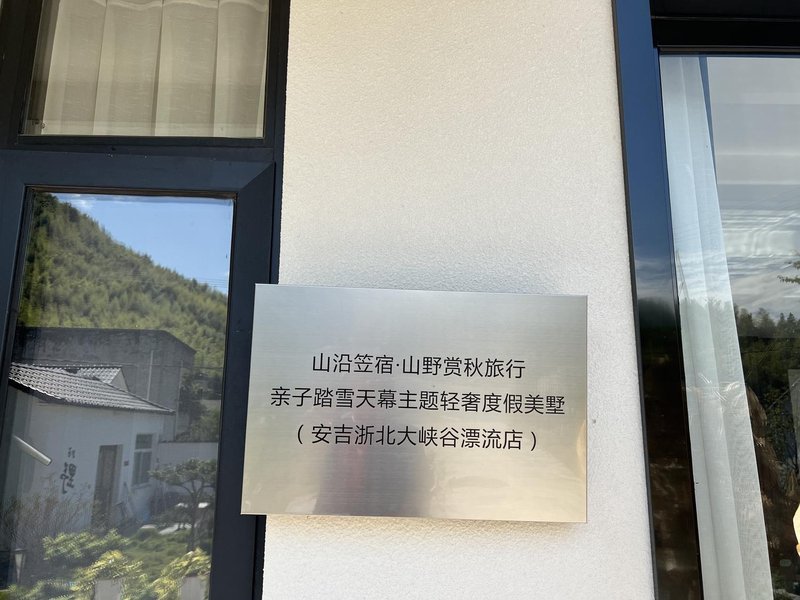 山沿笠宿·山野赏秋旅行
亲子踏雪天幕主题轻奢度假美墅
（安吉浙北大峡谷漂流店）
野